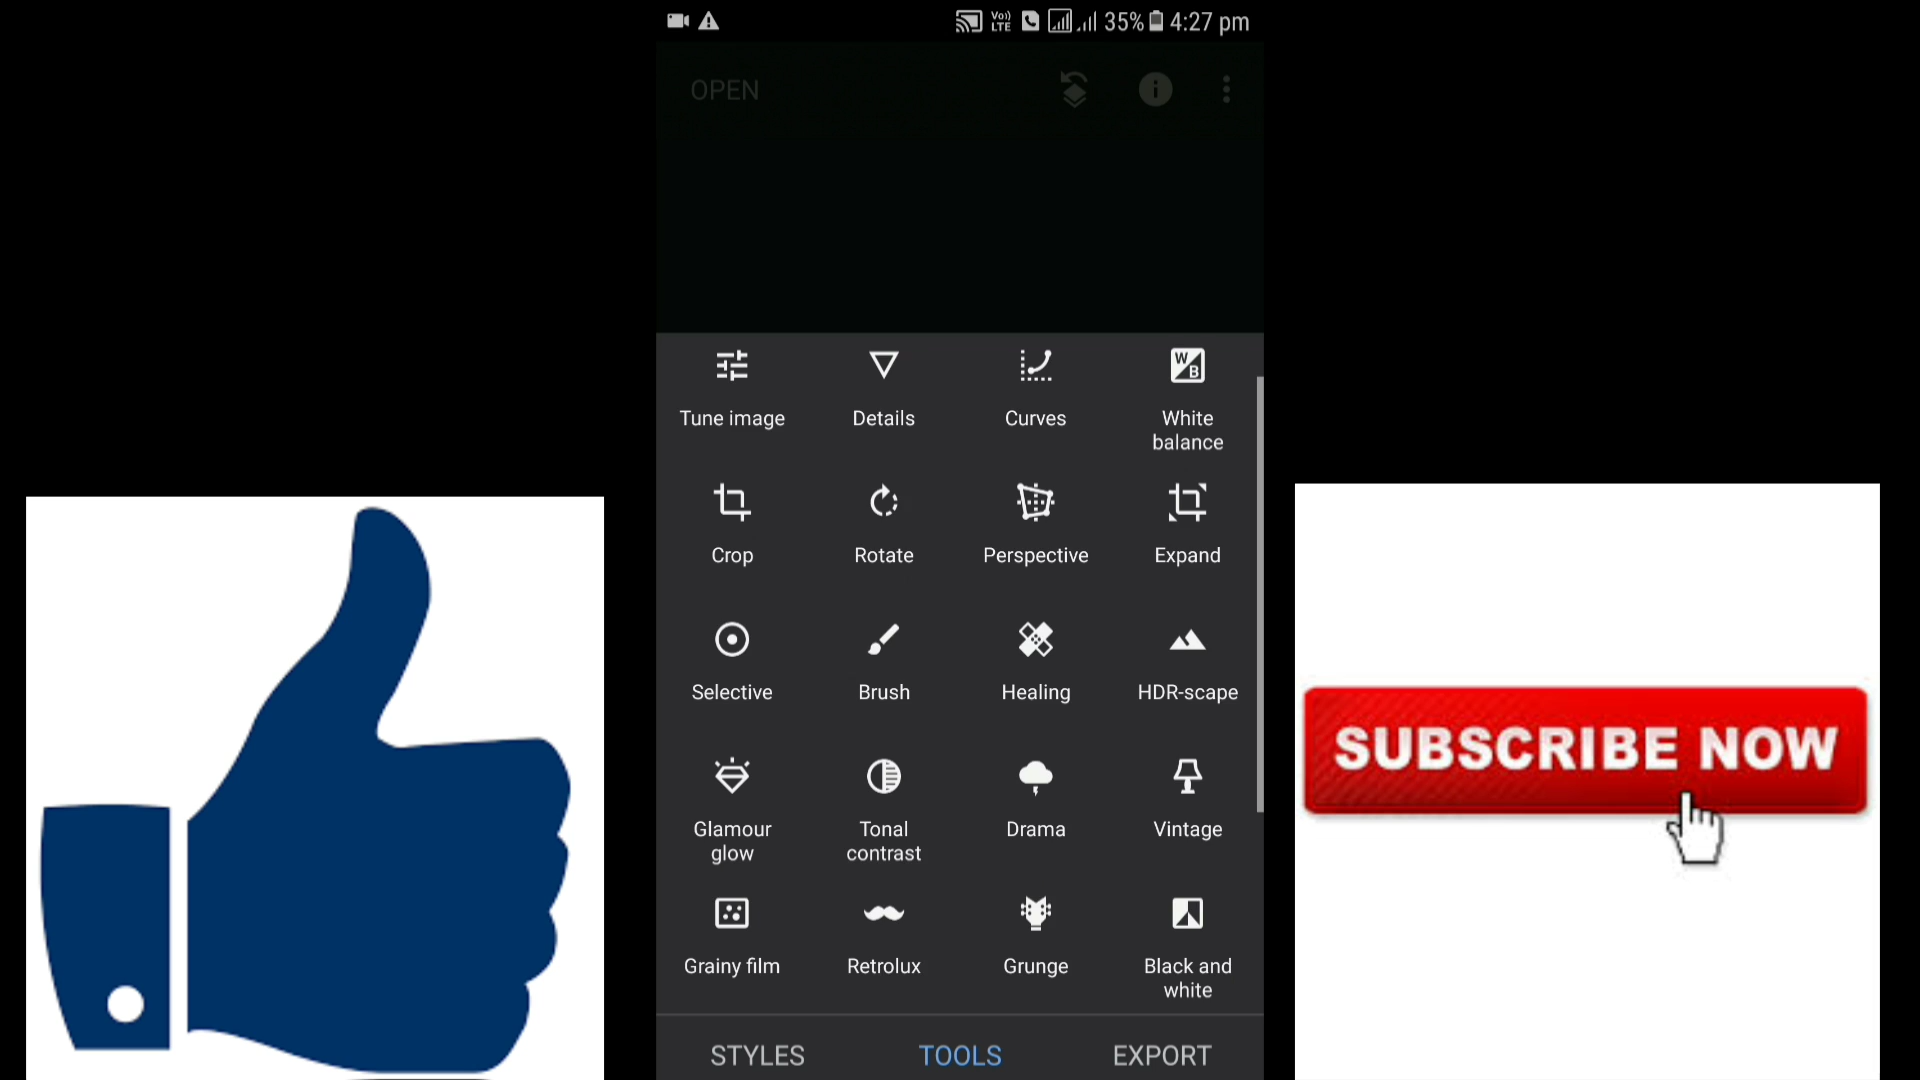 35% 4:27 pm
OPEN
Tune image Details Curves White
balance
Crop Rotate Perspective Expand
Selective Brush Healing HDR-scape
Glamour Tonal Drama Vintage
glow contrast
Grainy film Retrolux Grunge Black and
white
STYLES TOOLS EXPORT
SUBSCRIBE NOW